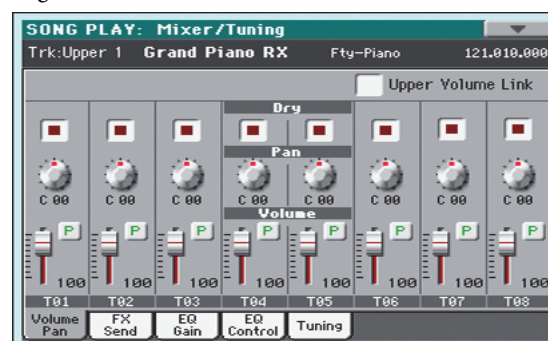 SONG PLAY: Mixer/Tuning
Trk:Upper 1 Grand Piano RX Fty-Piano 121.010.000
Upper Volume Link
Dry
Pan
C 00 C 00 C 00 C 00 C 00 C 00 C 00 C 00
Volume
P P P P P P P P
100 100 100 100 100 100 100 100
T01 T02 T03 T04 T05 T06 T07 T08
Volume Pan FX Send EQ Gain EQ Control Tuning